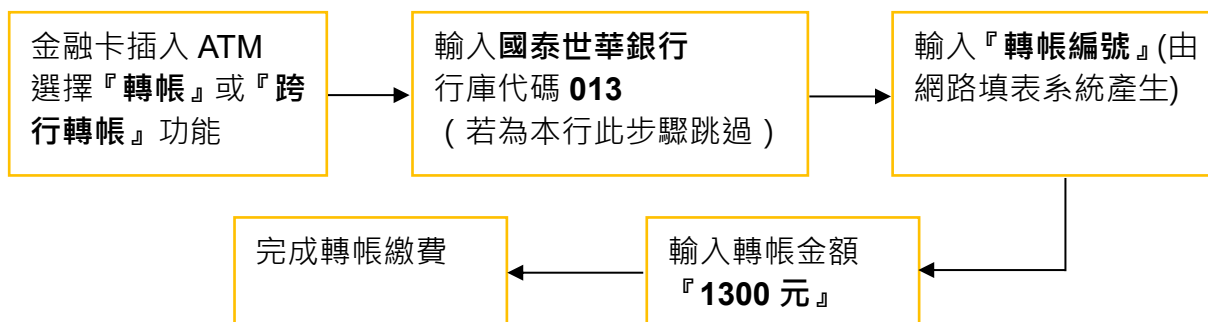 金融卡插入 ATM
選擇『轉帳』或『跨
行轉帳』功能
輸入國泰世華銀行
行庫代碼 013
（若為本行此步驟跳過）
輸入『轉帳編號』(由
網路填表系統產生)
輸入轉帳金額
『1300 元』
完成轉帳繳費